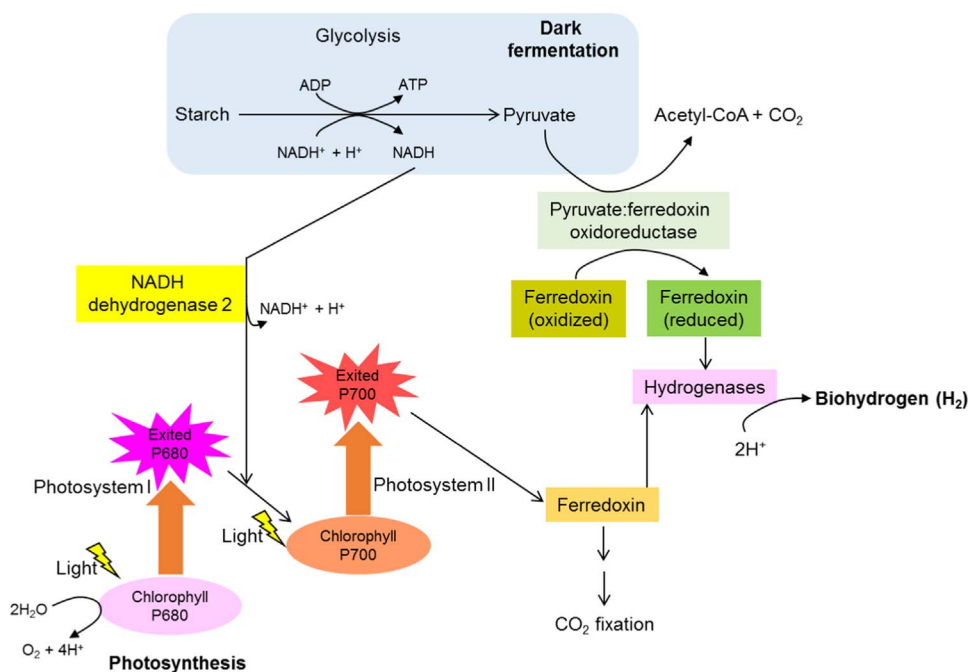 Glycolysis
Dark
fermentation
ADP
ATP
Starch
Pyruvate
NADH⁺ + H⁺
NADH
Acetyl-CoA + CO₂
Pyruvate:ferredoxin
oxidoreductase
NADH
dehydrogenase 2
NADH⁺ + H⁺
Ferredoxin
(oxidized)
Ferredoxin
(reduced)
Hydrogenases
Biohydrogen (H₂)
2H⁺
Exited
P700
Exited
P680
Photosystem I
Photosystem II
Ferredoxin
Light
Chlorophyll
P700
Light
Chlorophyll
P680
2H₂O
O₂ + 4H⁺
CO₂ fixation
Photosynthesis